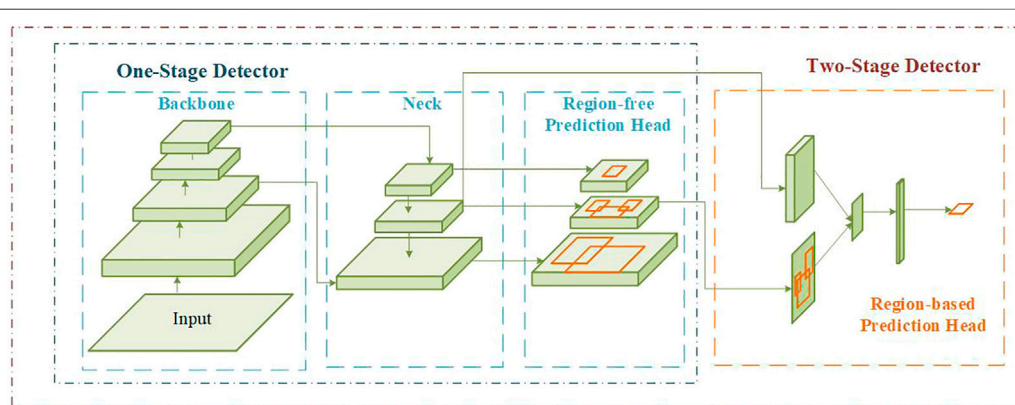 One-Stage Detector
Two-Stage Detector
Backbone
Neck
Region-free
Prediction Head
Input
Region-based
Prediction Head